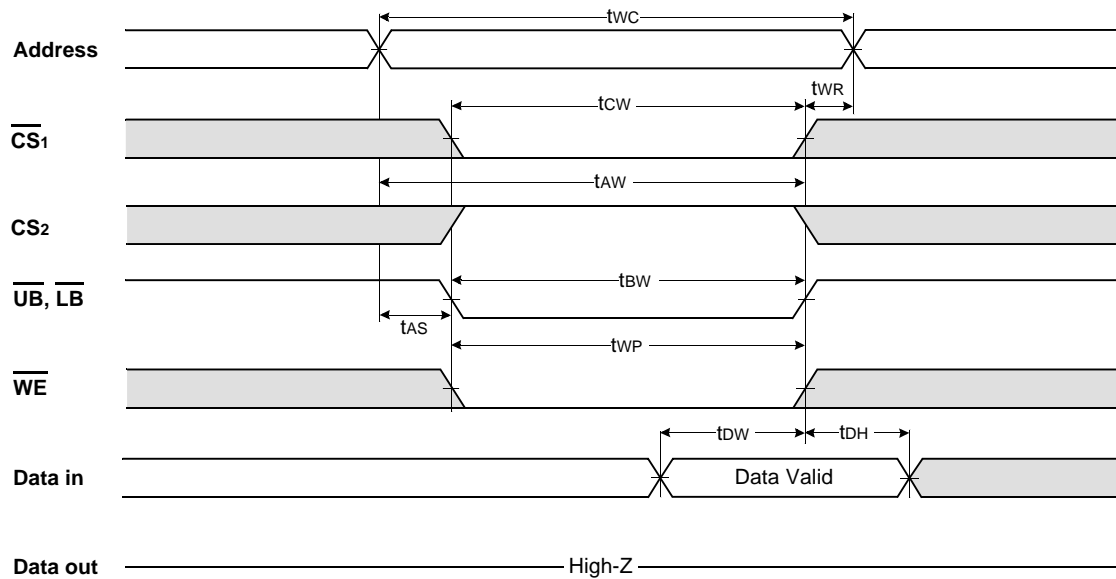 tWC
Address
tWR
tCW
CS1
tAW
CS2
tBW
UB, LB
tAS
tWP
WE
tDW
tDH
Data in
Data Valid
Data out
High-Z